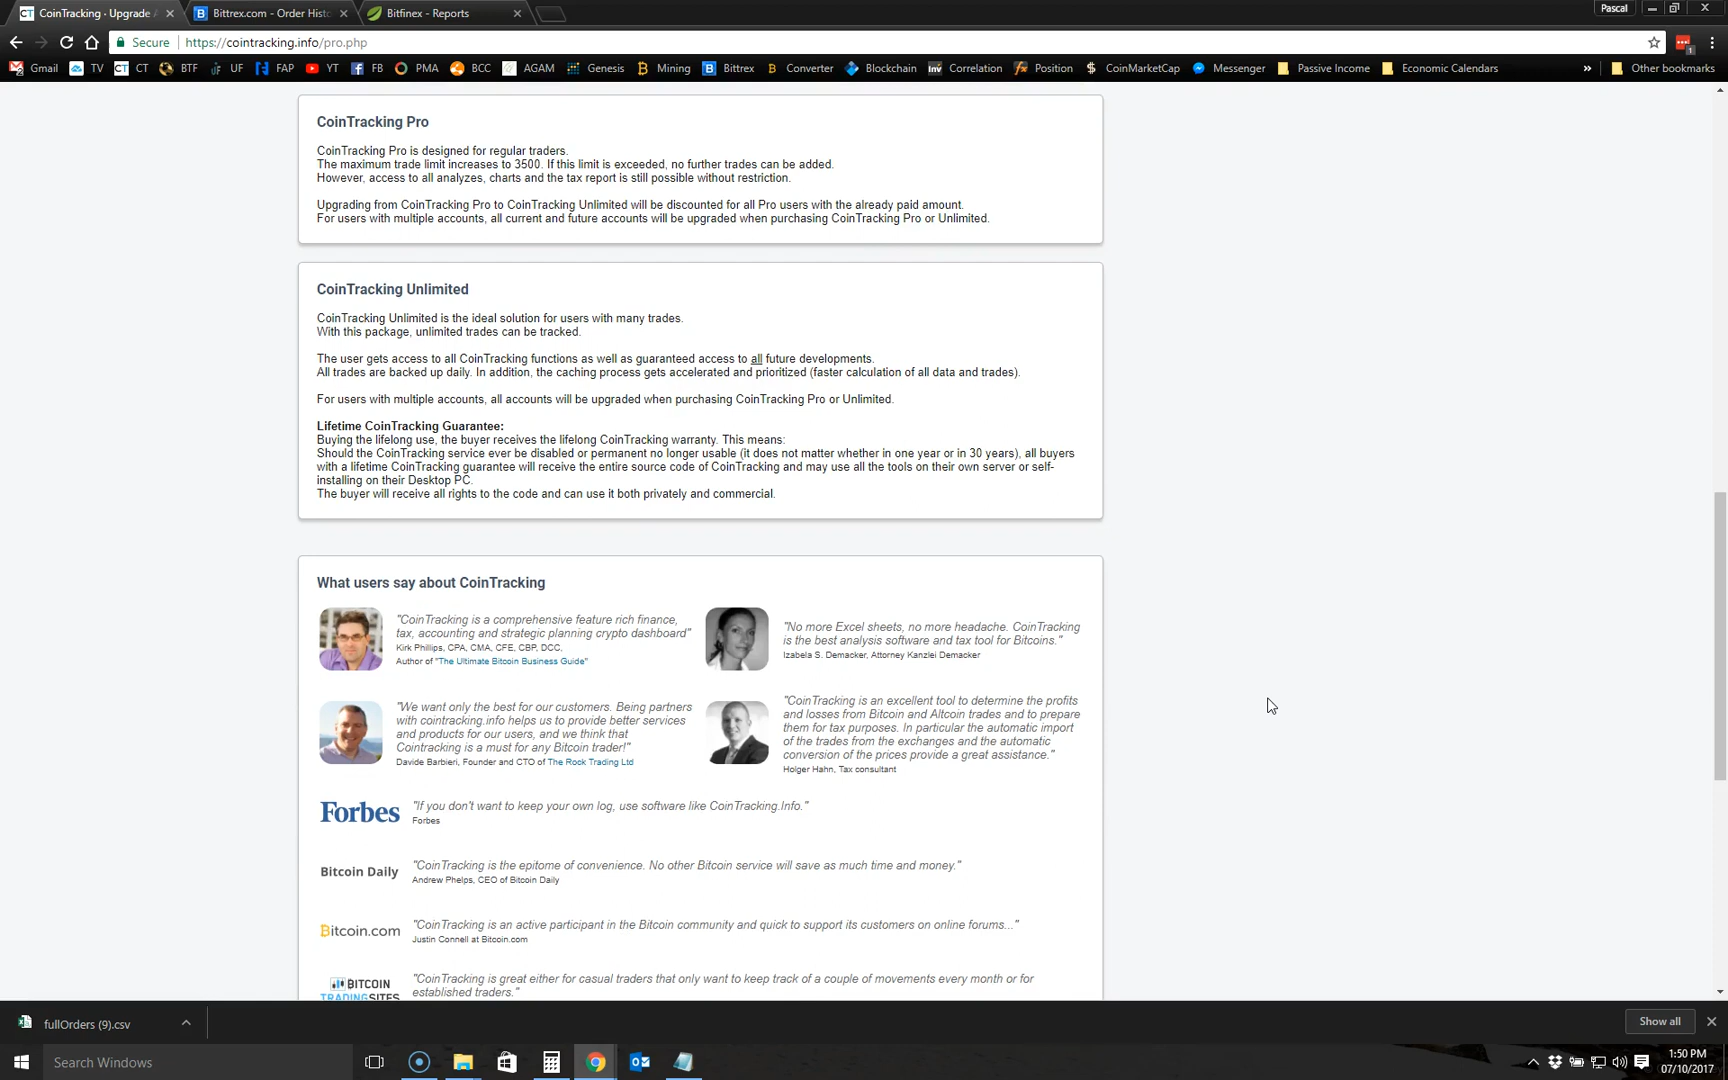 CoinTracking · Upgrade
Bittrex.com - Order Histo
Bitfinex - Reports
Pascal
Secure
https://cointracking.info/pro.php
Gmail
TV
CT
BTF
UF
FAP
YT
FB
PMA
BCC
AGAM
Genesis
Mining
Bittrex
Converter
Blockchain
Correlation
Position
CoinMarketCap
Messenger
Passive Income
Economic Calendars
»
Other bookmarks
CoinTracking Pro
CoinTracking Pro is designed for regular traders.
The maximum trade limit increases to 3500. If this limit is exceeded, no further trades can be added.
However, access to all analyzes, charts and the tax report is still possible without restriction.
Upgrading from CoinTracking Pro to CoinTracking Unlimited will be discounted for all Pro users with the already paid amount.
For users with multiple accounts, all current and future accounts will be upgraded when purchasing CoinTracking Pro or Unlimited.
CoinTracking Unlimited
CoinTracking Unlimited is the ideal solution for users with many trades.
With this package, unlimited trades can be tracked.
The user gets access to all CoinTracking functions as well as guaranteed access to all future developments.
All trades are backed up daily. In addition, the caching process gets accelerated and prioritized (faster calculation of all data and trades).
For users with multiple accounts, all accounts will be upgraded when purchasing CoinTracking Pro or Unlimited.
Lifetime CoinTracking Guarantee:
Buying the lifelong use, the buyer receives the lifelong CoinTracking warranty. This means:
Should the CoinTracking service ever be disabled or permanent no longer usable (it does not matter whether in one year or in 30 years), all buyers
with a lifetime CoinTracking guarantee will receive the entire source code of CoinTracking and may use all the tools on their own server or self-
installing on their Desktop PC.
The buyer will receive all rights to the code and can use it both privately and commercial.
What users say about CoinTracking
"CoinTracking is a comprehensive feature rich finance,
tax, accounting and strategic planning crypto dashboard"
Kirk Phillips, CPA, CMA, CFE, CBP, DCC.
Author of "The Ultimate Bitcoin Business Guide"
"No more Excel sheets, no more headache. CoinTracking
is the best analysis software and tax tool for Bitcoins."
Izabela S. Demacker, Attorney Kanzlei Demacker
"We want only the best for our customers. Being partners
with cointracking.info helps us to provide better services
and products for our users, and we think that
Cointracking is a must for any Bitcoin trader!"
Davide Barbieri, Founder and CTO of The Rock Trading Ltd
"CoinTracking is an excellent tool to determine the profits
and losses from Bitcoin and Altcoin trades and to prepare
them for tax purposes. In particular the automatic import
of the trades from the exchanges and the automatic
conversion of the prices provide a great assistance."
Holger Hahn, Tax consultant
Forbes
"If you don't want to keep your own log, use software like CoinTracking.Info."
Forbes
Bitcoin Daily
"CoinTracking is the epitome of convenience. No other Bitcoin service will save as much time and money."
Andrew Phelps, CEO of Bitcoin Daily
Bitcoin.com
"CoinTracking is an active participant in the Bitcoin community and quick to support its customers on online forums..."
Justin Connell at Bitcoin.com
BITCOIN
TRADINGSITES
"CoinTracking is great either for casual traders that only want to keep track of a couple of movements every month or for
established traders."
fullOrders (9).csv
Show all
Search Windows
1:50 PM
07/10/2017